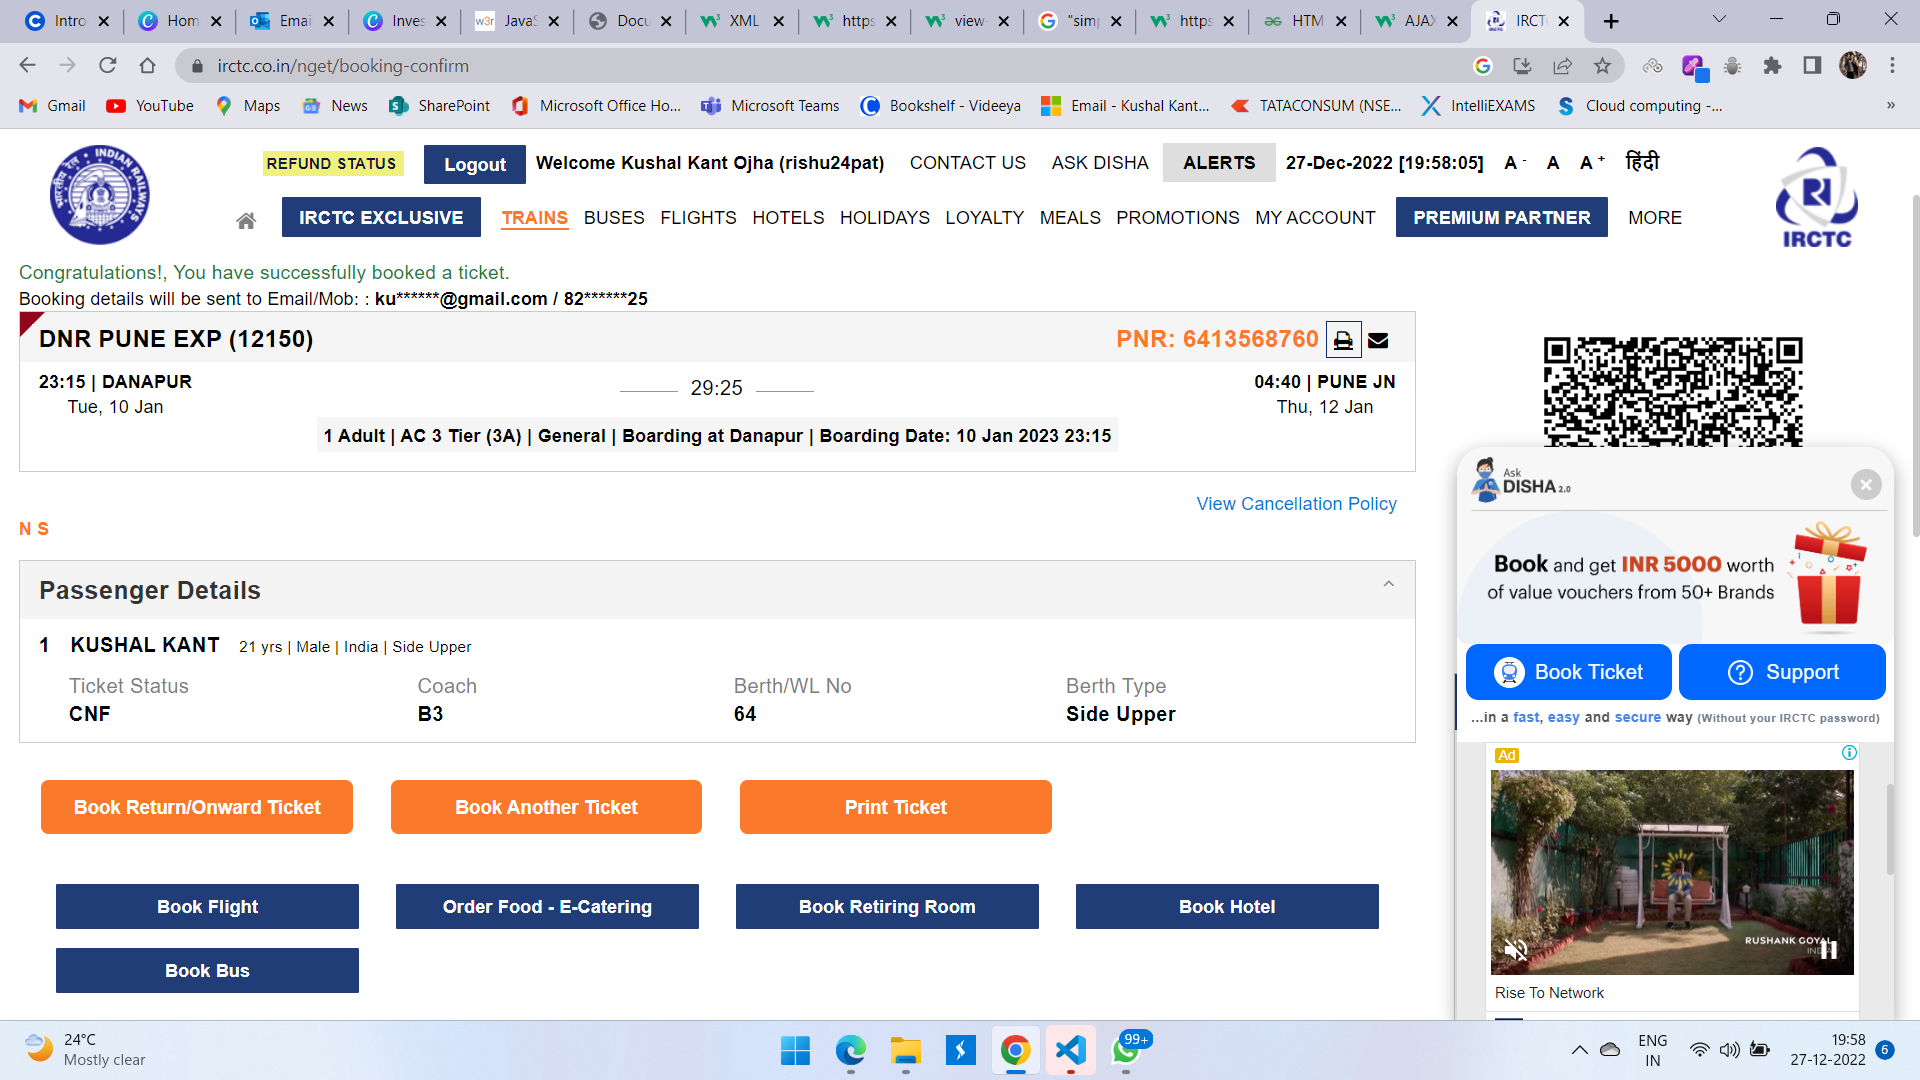 Intro
Hom
Emai
Inves
JavaS
Docu
XML
https
view-
"simp
https
HTM
AJAX
IRCTC
irctc.co.in/nget/booking-confirm
Gmail
YouTube
Maps
News
SharePoint
Microsoft Office Ho...
Microsoft Teams
Bookshelf - Videeya
Email - Kushal Kant...
TATACONSUM (NSE...
IntelliEXAMS
Cloud computing -...
»
INDIAN RAILWAYS
भारतीय रेल
REFUND STATUS
Logout
Welcome Kushal Kant Ojha (rishu24pat)
CONTACT US
ASK DISHA
ALERTS
27-Dec-2022 [19:58:05]
A -
A
A +
हिंदी
IRCTC EXCLUSIVE
TRAINS
BUSES
FLIGHTS
HOTELS
HOLIDAYS
LOYALTY
MEALS
PROMOTIONS
MY ACCOUNT
PREMIUM PARTNER
MORE
IRCTC
Congratulations!, You have successfully booked a ticket.
Booking details will be sent to Email/Mob: : ku******@gmail.com / 82******25
DNR PUNE EXP (12150)
PNR: 6413568760
23:15 | DANAPUR
Tue, 10 Jan
29:25
04:40 | PUNE JN
Thu, 12 Jan
1 Adult | AC 3 Tier (3A) | General | Boarding at Danapur | Boarding Date: 10 Jan 2023 23:15
View Cancellation Policy
N S
Passenger Details
1 KUSHAL KANT 21 yrs | Male | India | Side Upper
Ticket Status
Coach
Berth/WL No
Berth Type
CNF
B3
64
Side Upper
Book Return/Onward Ticket
Book Another Ticket
Print Ticket
Book Flight
Order Food - E-Catering
Book Retiring Room
Book Hotel
Book Bus
Ask
DISHA 2.0
Book and get INR 5000 worth
of value vouchers from 50+ Brands
Book Ticket
Support
...in a fast, easy and secure way (Without your IRCTC password)
Ad
RUSHANK GOYAL
Rise To Network
24°C
Mostly clear
99+
ENG
IN
19:58
27-12-2022
6